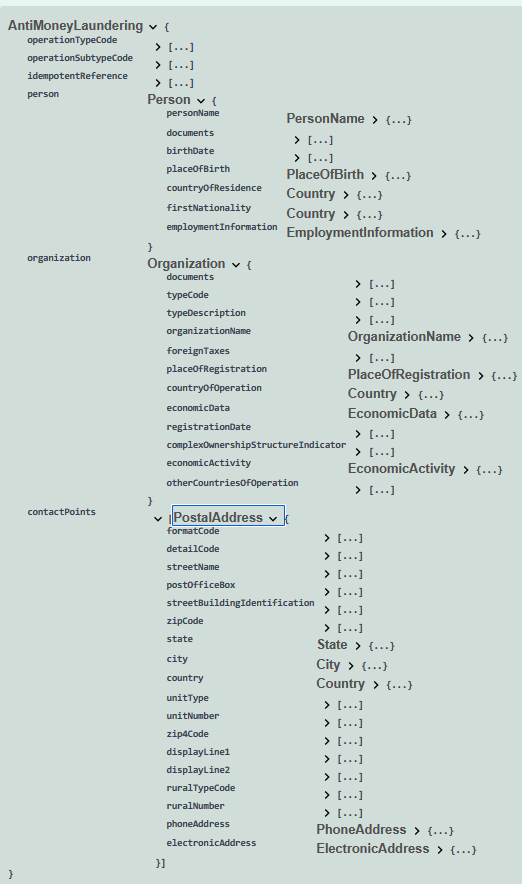 AntiMoneyLaundering {
operationTypeCode > [...]
operationSubtypeCode > [...]
idempotentReference > [...]
person Person {
personName PersonName > {...}
documents > [...]
birthDate > [...]
placeOfBirth PlaceOfBirth > {...}
countryOfResidence Country > {...}
firstNationality Country > {...}
employmentInformation EmploymentInformation > {...}
}
organization Organization {
documents > [...]
typeCode > [...]
typeDescription > [...]
organizationName OrganizationName > {...}
foreignTaxes > [...]
placeOfRegistration PlaceOfRegistration > {...}
countryOfOperation Country > {...}
economicData EconomicData > {...}
registrationDate > [...]
complexOwnershipStructureIndicator > [...]
economicActivity EconomicActivity > {...}
otherCountriesOfOperation > [...]
}
contactPoints [PostalAddress {
formatCode > [...]
detailCode > [...]
streetName > [...]
postOfficeBox > [...]
streetBuildingIdentification > [...]
zipCode > [...]
state State > {...}
city City > {...}
country Country > {...}
unitType > [...]
unitNumber > [...]
zip4Code > [...]
displayLine1 > [...]
displayLine2 > [...]
ruralTypeCode > [...]
ruralNumber > [...]
phoneAddress PhoneAddress > {...}
electronicAddress ElectronicAddress > {...}
}]
}